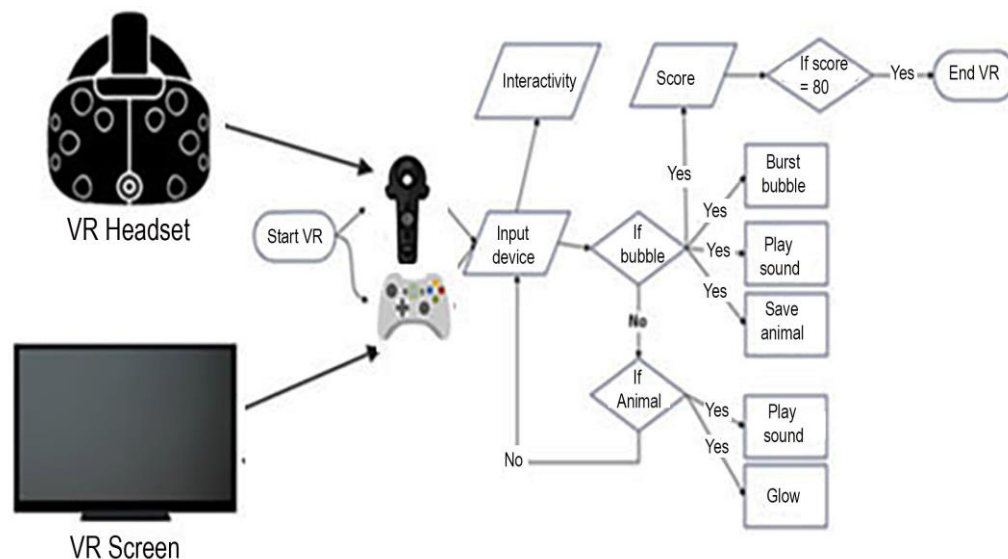 VR Headset
Start VR
VR Screen
Interactivity
Input
device
Score
If score
= 80
Yes
End VR
If
bubble
Yes
Yes
Yes
Yes
Burst
bubble
Play
sound
Save
animal
No
If
Animal
Yes
Yes
Play
sound
Glow
No